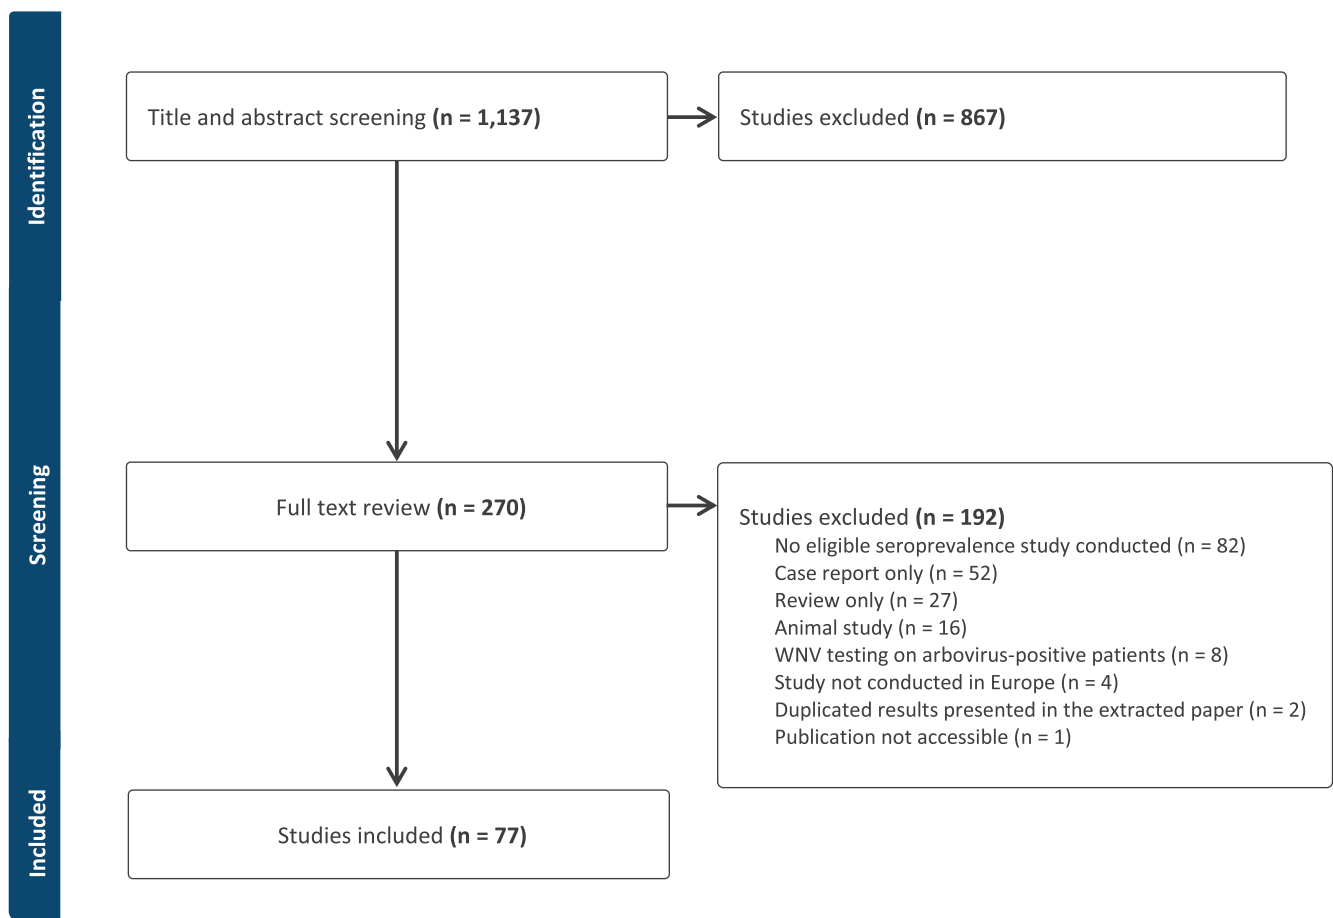 Identification
Title and abstract screening (n = 1,137)
Studies excluded (n = 867)
Screening
Full text review (n = 270)
Studies excluded (n = 192)
No eligible seroprevalence study conducted (n = 82)
Case report only (n = 52)
Review only (n = 27)
Animal study (n = 16)
WNV testing on arbovirus-positive patients (n = 8)
Study not conducted in Europe (n = 4)
Duplicated results presented in the extracted paper (n = 2)
Publication not accessible (n = 1)
Included
Studies included (n = 77)